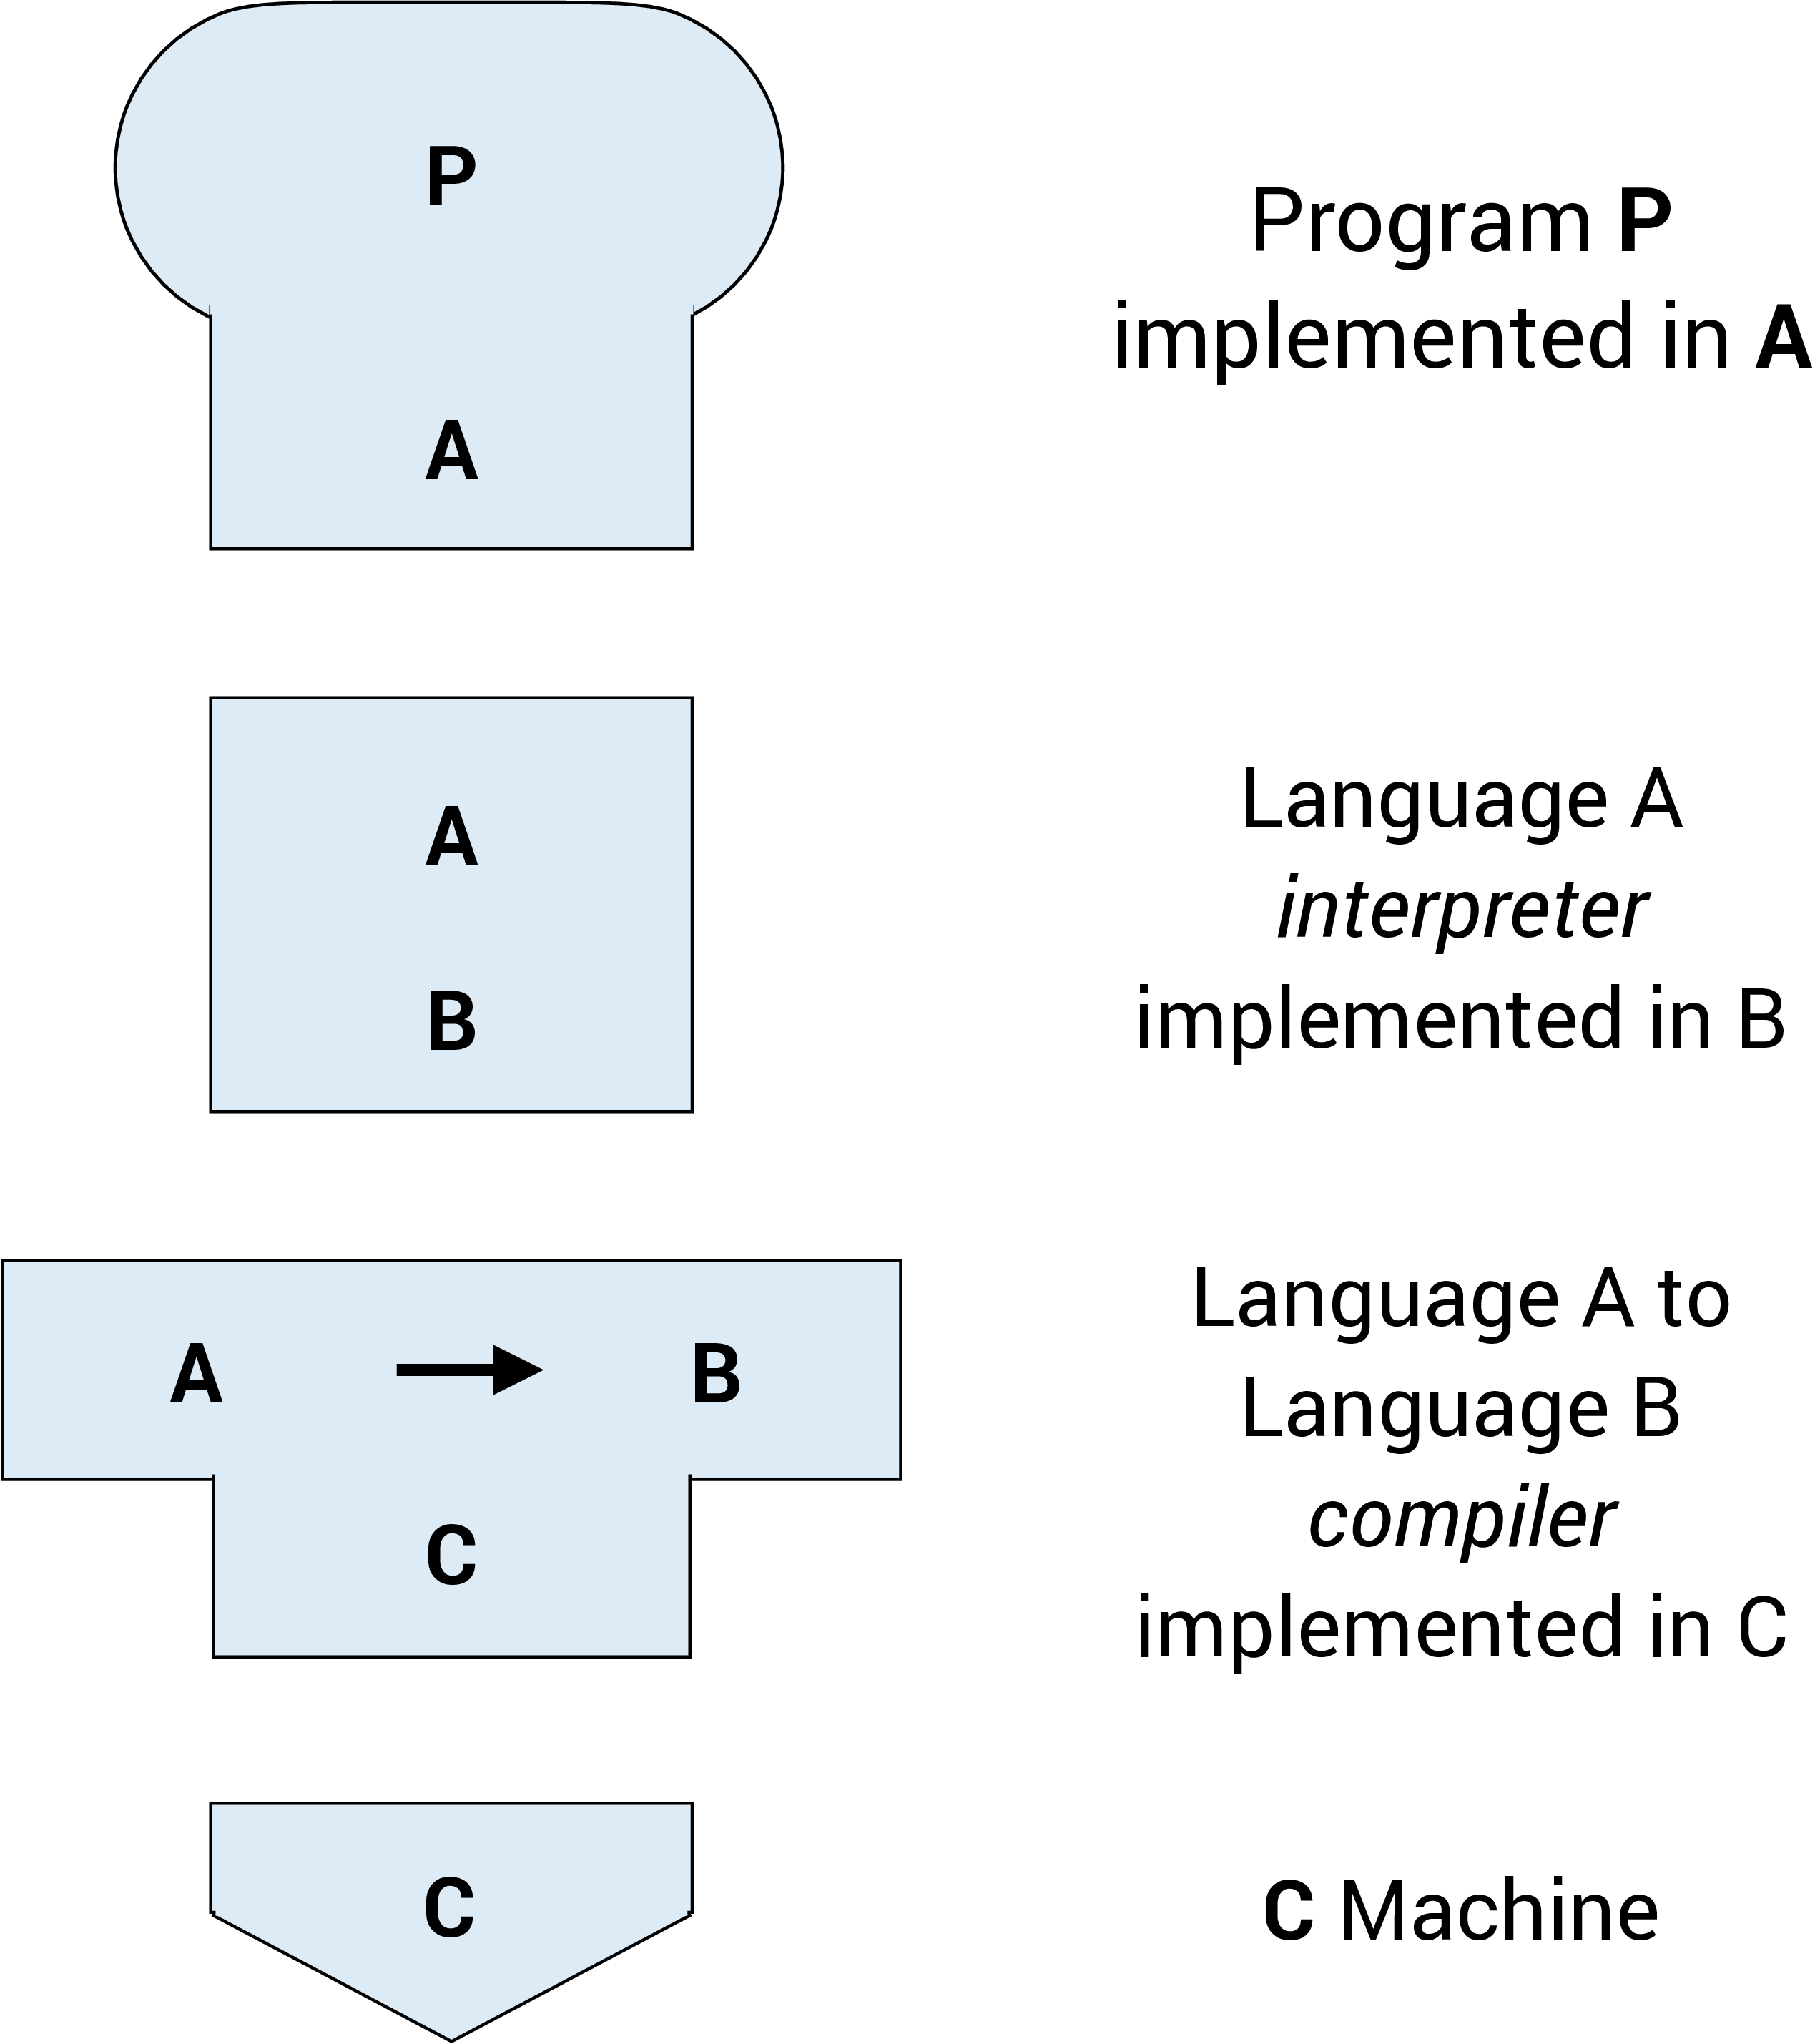 P
A
Program P
implemented in A
A
B
Language A
interpreter
implemented in B
A
B
C
Language A to
Language B
compiler
implemented in C
C
C Machine